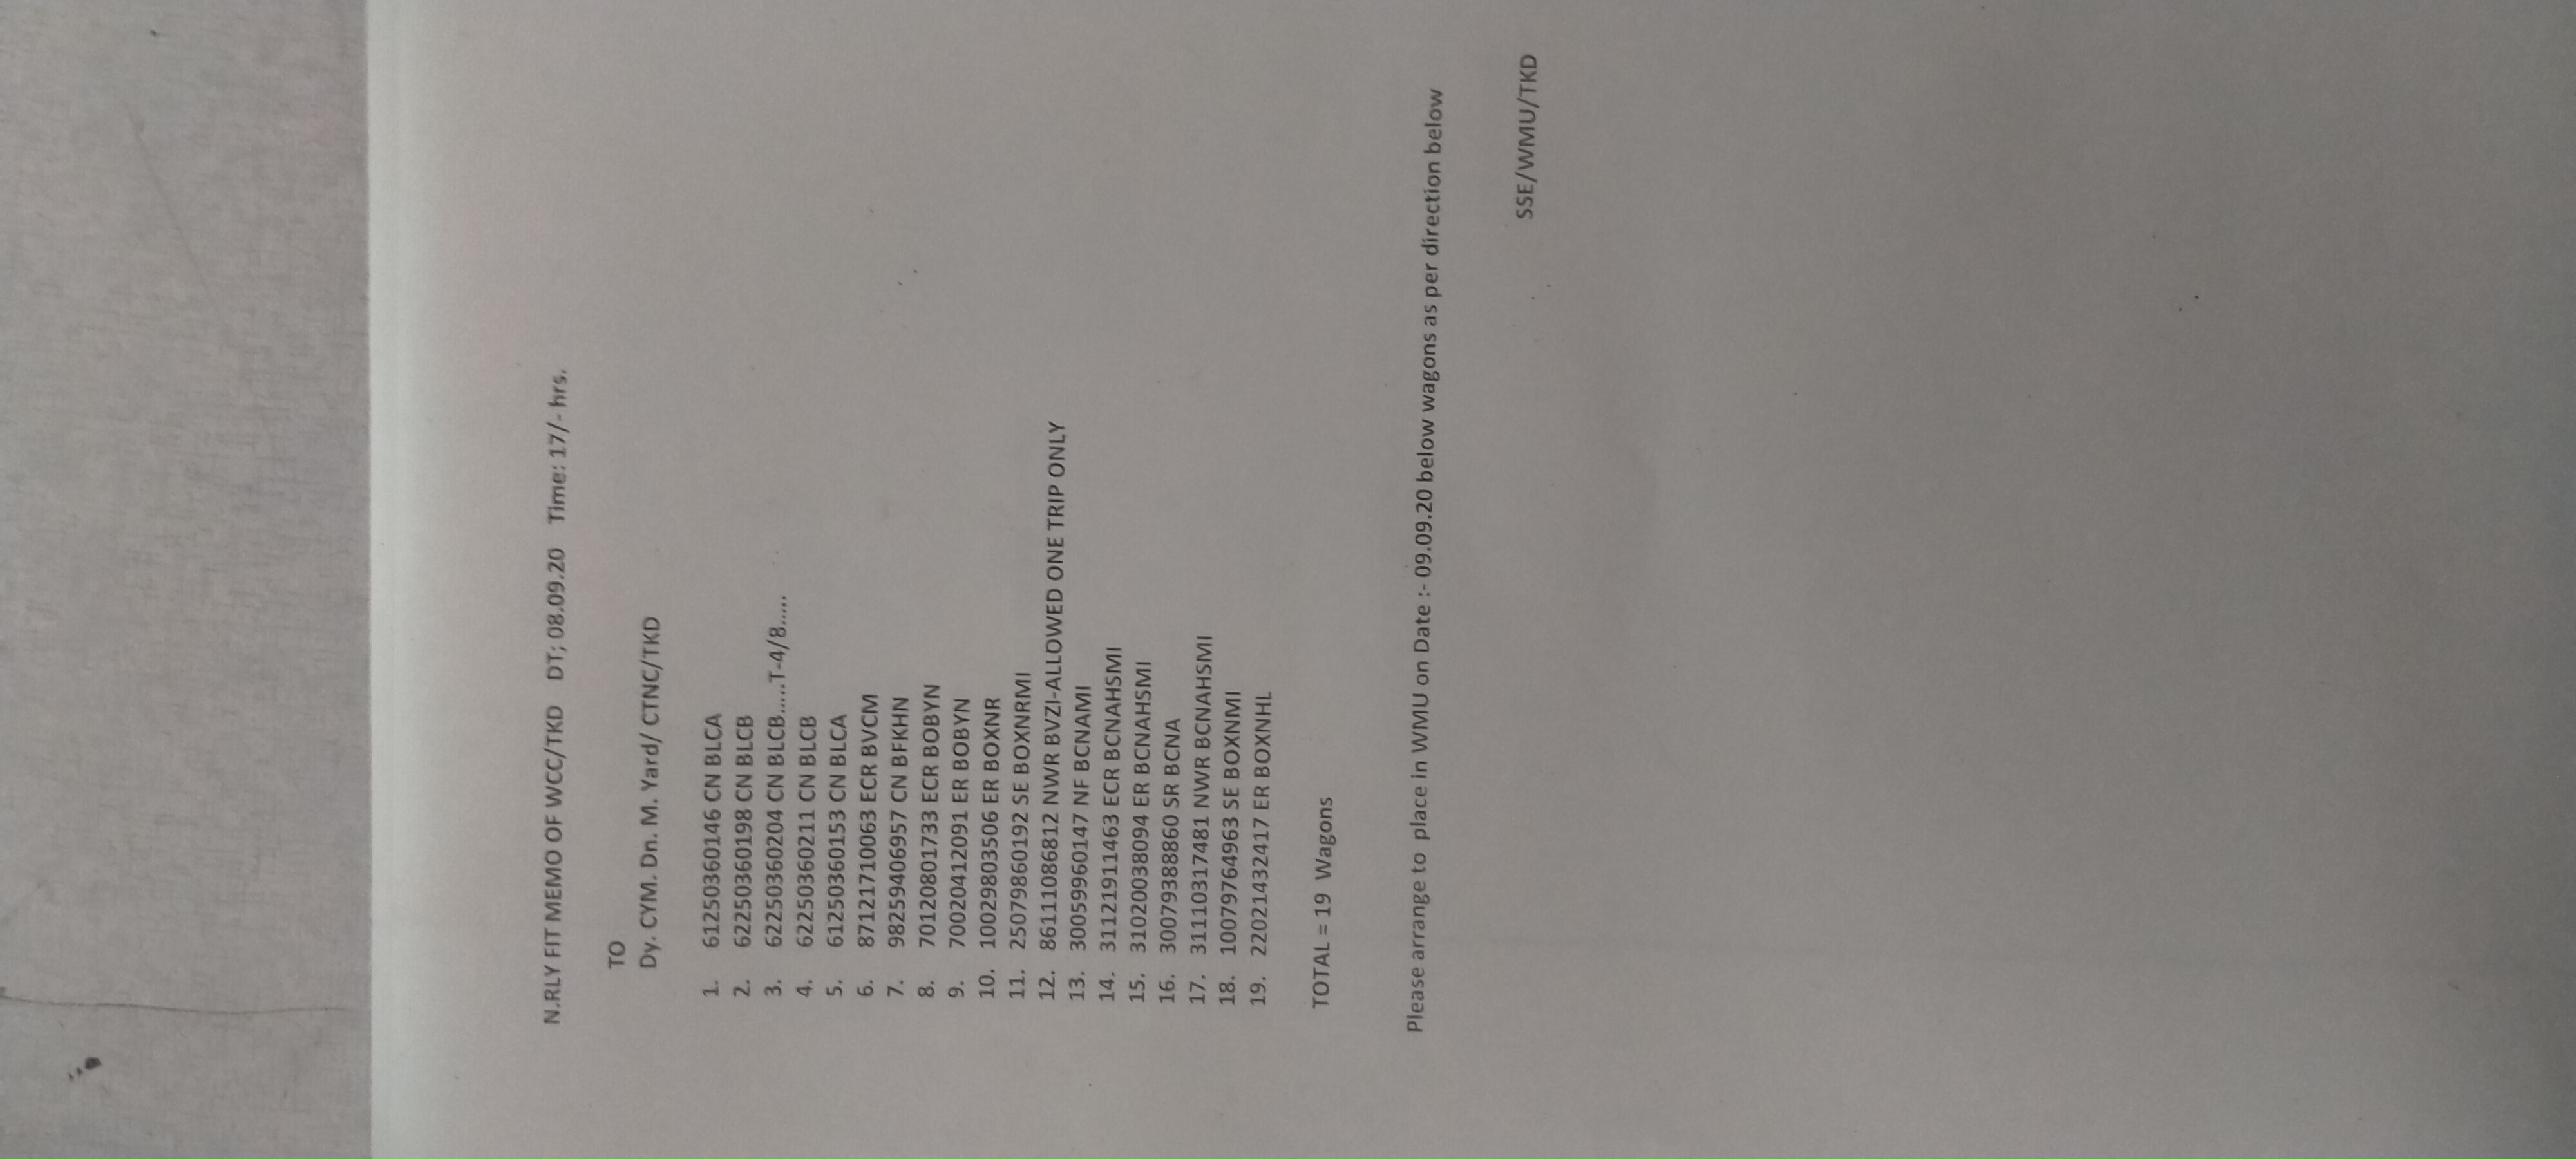 N.RLY FIT MEMO OF WCC/TKD DT; 08.09.20 Time: 17/- hrs.
TO
Dy. CYM. Dn. M. Yard/ CTNC/TKD
1. 61250360146 CN BLCA
2. 62250360198 CN BLCB
3. 62250360204 CN BLCB......T-4/8.....
4. 62250360211 CN BLCB
5. 61250360153 CN BLCA
6. 87121710063 ECR BVCM
7. 98259406957 CN BFKHN
8. 70120801733 ECR BOBYN
9. 70020412091 ER BOBYN
10. 10029803506 ER BOXNR
11. 25079860192 SE BOXNRMI
12. 86111086812 NWR BVZI-ALLOWED ONE TRIP ONLY
13. 30059960147 NF BCNAMI
14. 31121911463 ECR BCNAHSMI
15. 31020038094 ER BCNAHSMI
16. 30079388860 SR BCNA
17. 31110317481 NWR BCNAHSMI
18. 10079764963 SE BOXNMI
19. 22021432417 ER BOXNHL
TOTAL = 19 Wagons
Please arrange to place in WMU on Date :- 09.09.20 below wagons as per direction below
SSE/WMU/TKD